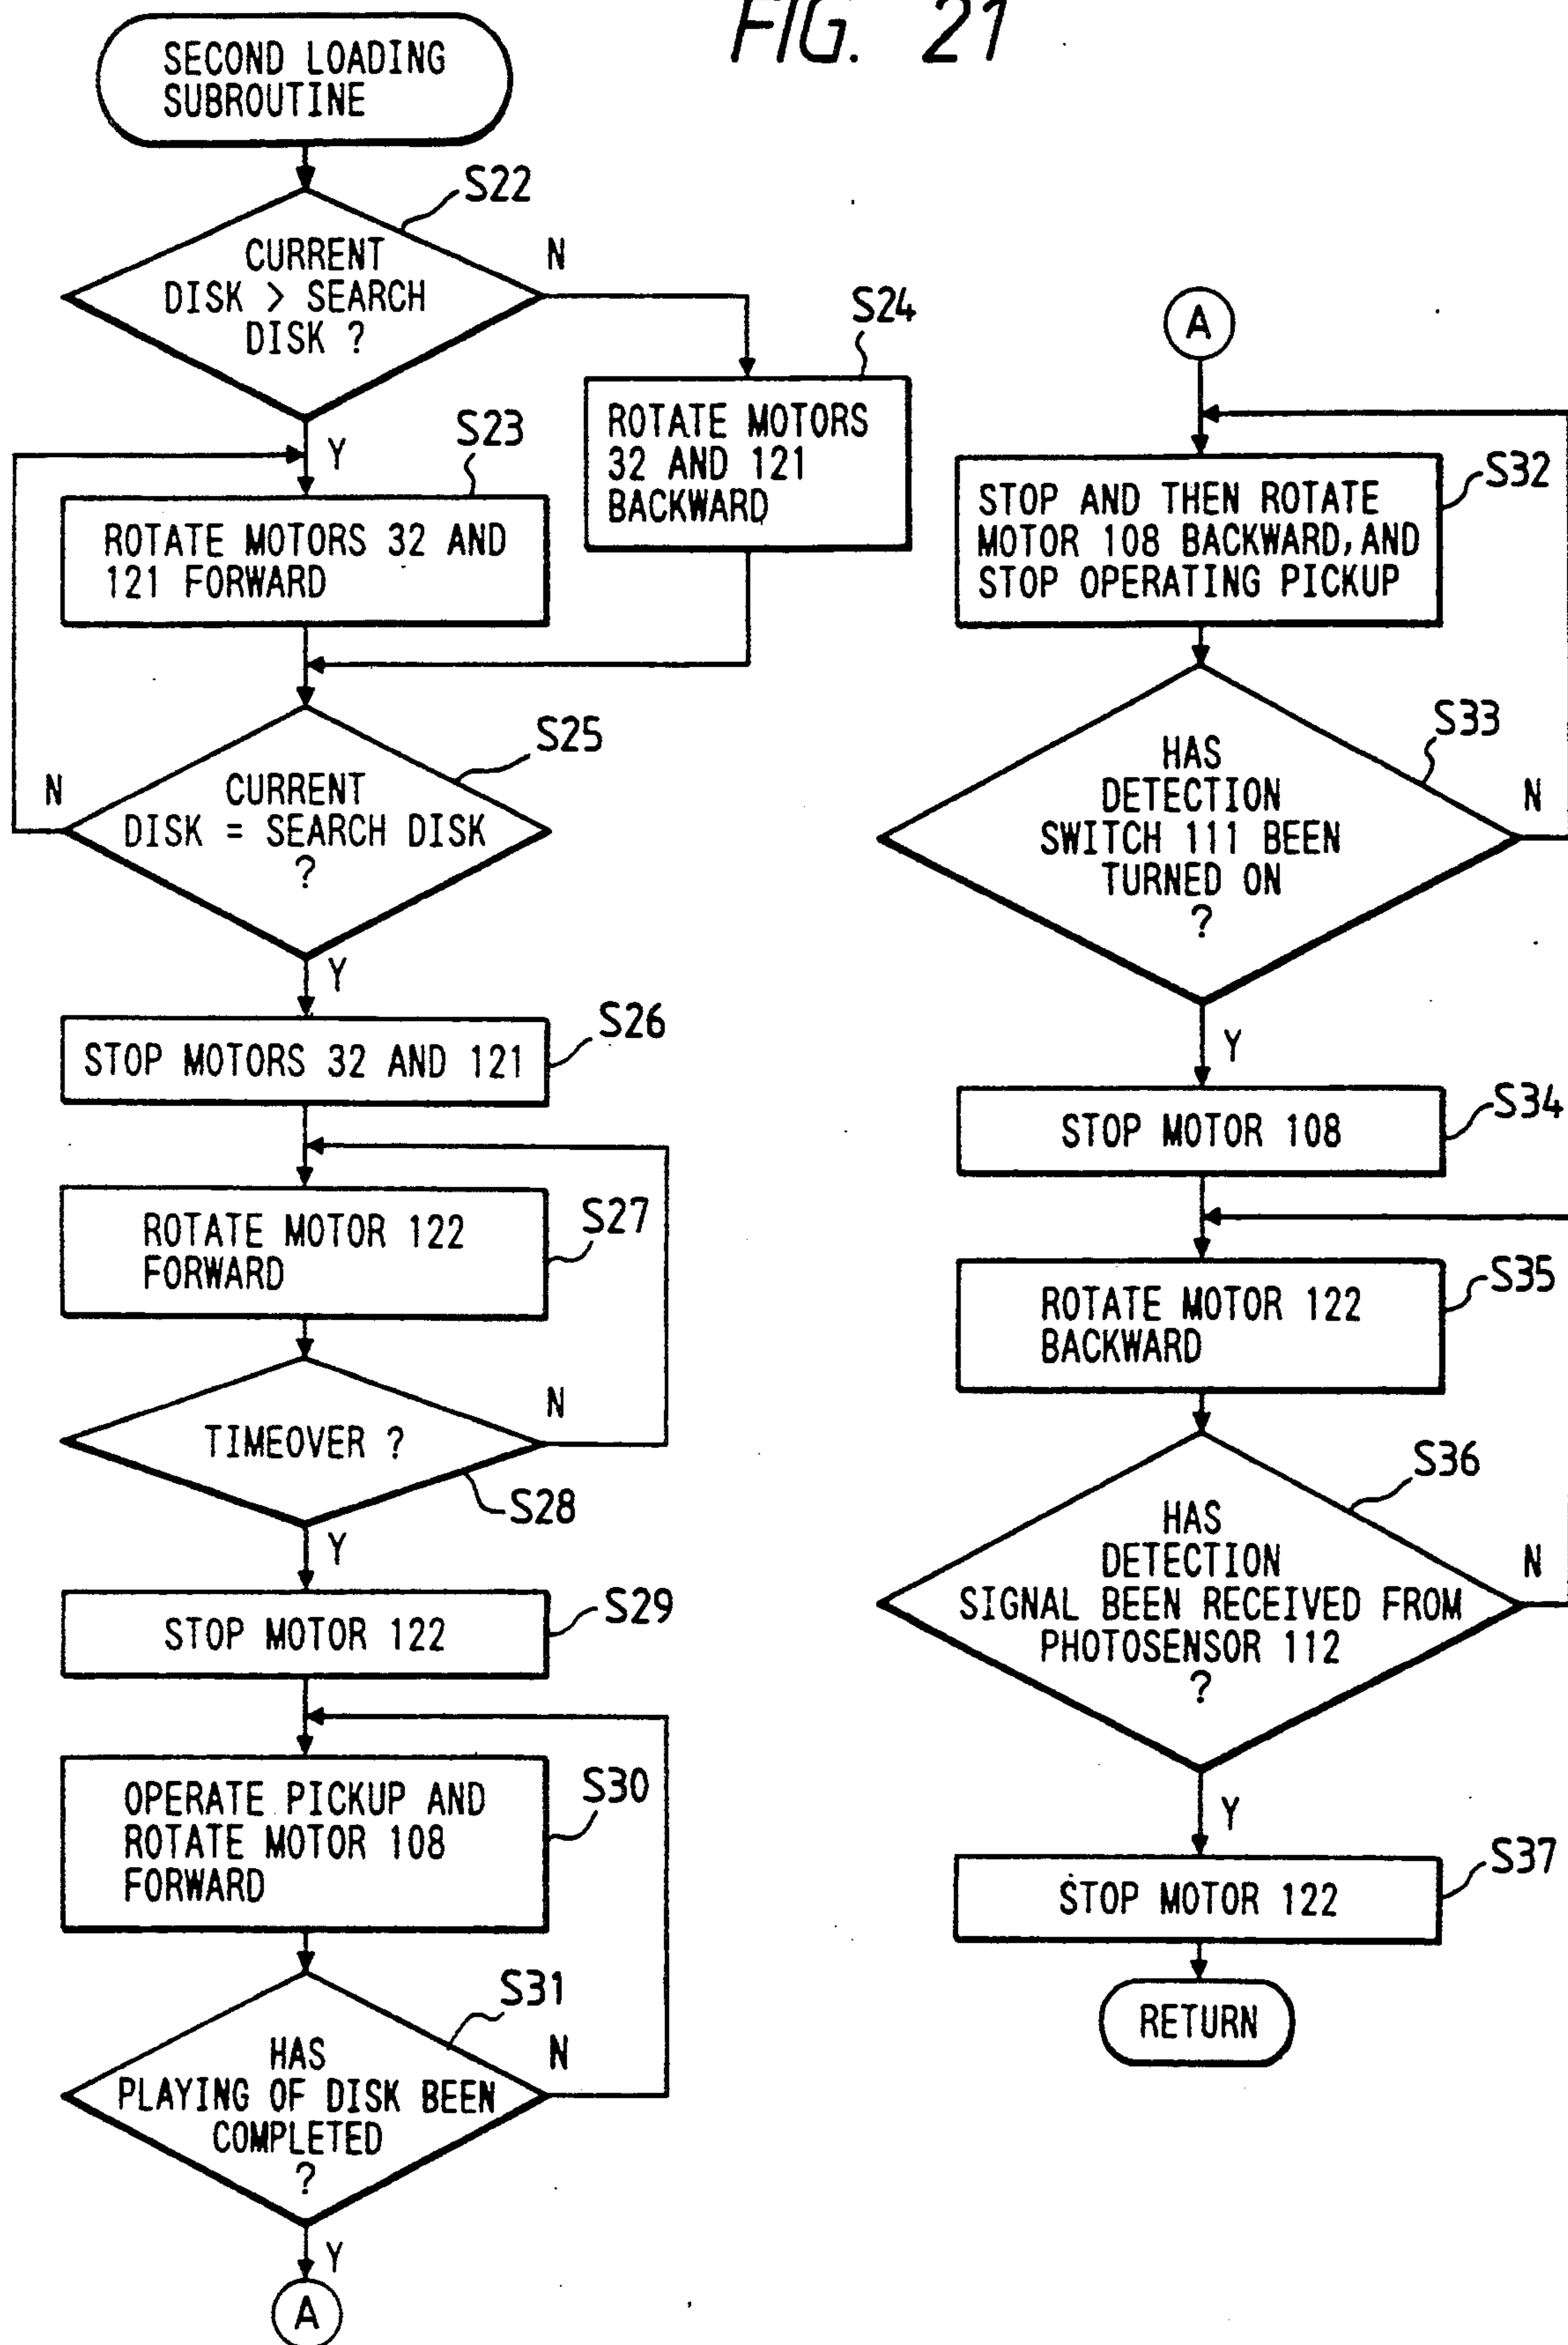 FIG. 21
SECOND LOADING
SUBROUTINE
S22
CURRENT
DISK > SEARCH
DISK ?
N
Y
S23
ROTATE MOTORS 32 AND
121 FORWARD
S24
ROTATE MOTORS
32 AND 121
BACKWARD
S25
CURRENT
DISK = SEARCH DISK
?
N
Y
S26
STOP MOTORS 32 AND 121
S27
ROTATE MOTOR 122
FORWARD
TIMEOVER ?
N
S28
Y
S29
STOP MOTOR 122
S30
OPERATE PICKUP AND
ROTATE MOTOR 108
FORWARD
S31
HAS
PLAYING OF DISK BEEN
COMPLETED
?
N
Y
A
A
S32
STOP AND THEN ROTATE
MOTOR 108 BACKWARD, AND
STOP OPERATING PICKUP
S33
HAS
DETECTION
SWITCH 111 BEEN
TURNED ON
?
N
Y
S34
STOP MOTOR 108
S35
ROTATE MOTOR 122
BACKWARD
S36
HAS
DETECTION
SIGNAL BEEN RECEIVED FROM
PHOTOSENSOR 112
?
N
Y
S37
STOP MOTOR 122
RETURN